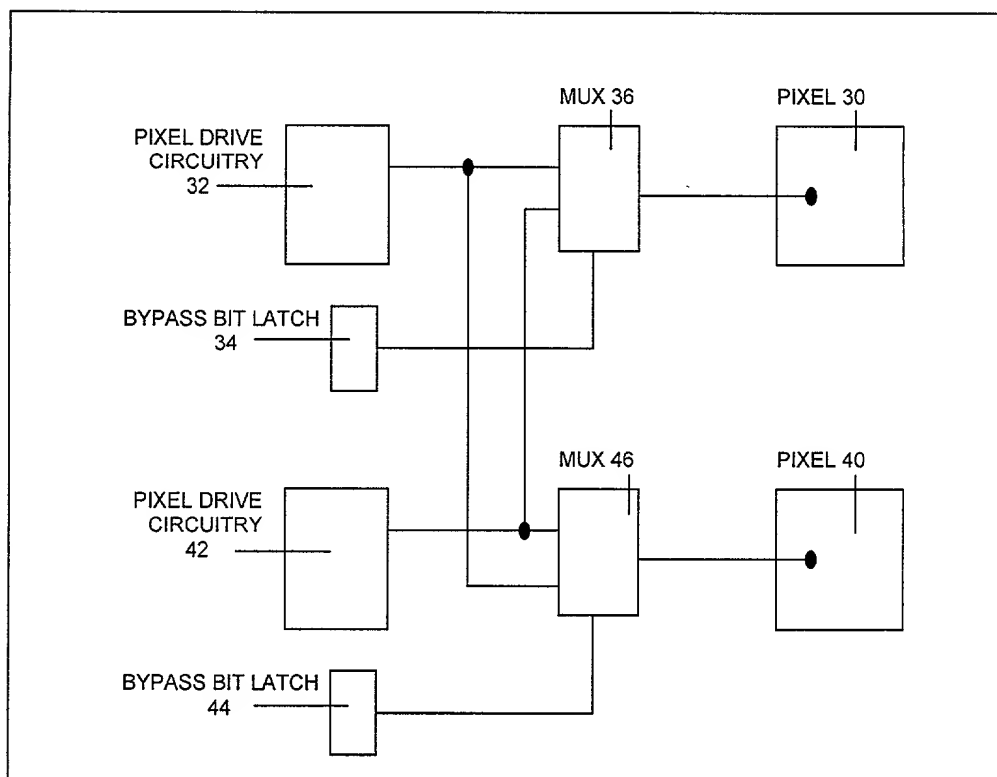 MUX 36
PIXEL 30
PIXEL DRIVE
CIRCUITRY
32
BYPASS BIT LATCH
34
MUX 46
PIXEL 40
PIXEL DRIVE
CIRCUITRY
42
BYPASS BIT LATCH
44